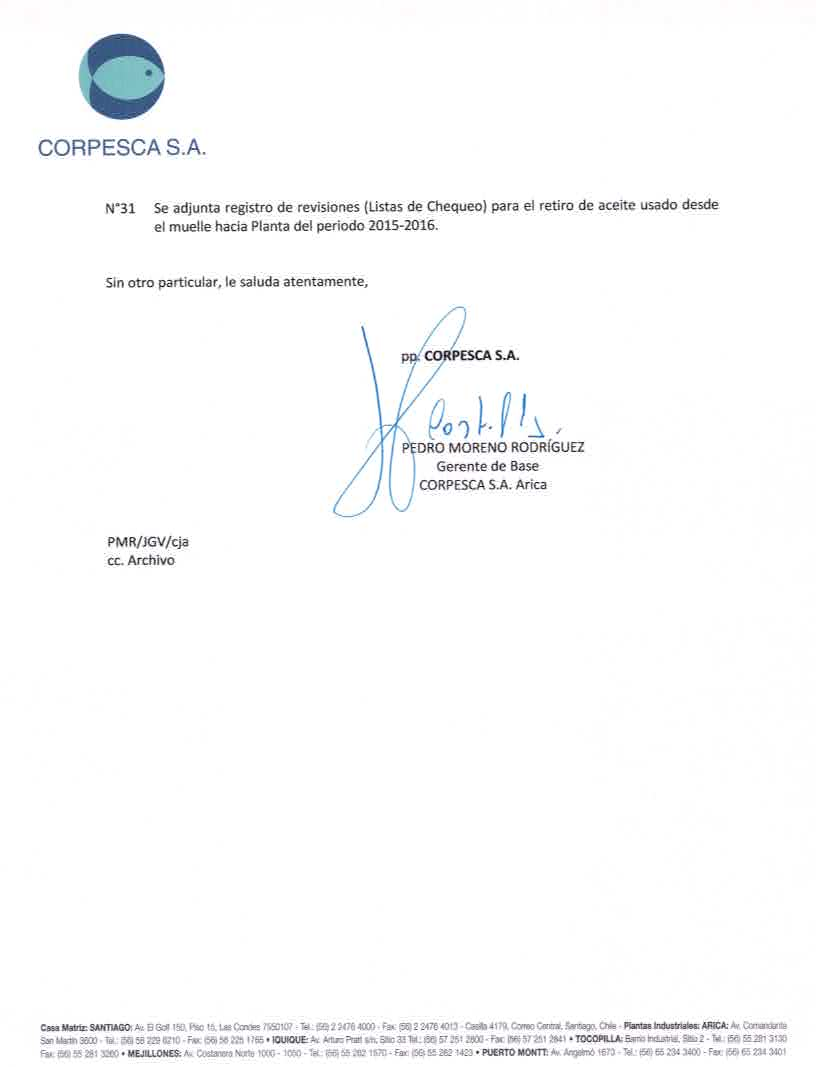 CORPESCA S.A.
N°31 Se adjunta registro de revisiones (Listas de Chequeo) para el retiro de aceite usado desde
el muelle hacia Planta del periodo 2015-2016.
Sin otro particular, le saluda atentamente,
pp. CORPESCA S.A.
PEDRO MORENO RODRÍGUEZ
Gerente de Base
CORPESCA S.A. Arica
PMR/JGV/cja
cc. Archivo
Casa Matriz: SANTIAGO: Av. El Golf 150, Piso 15, Las Condes 7550107 - Tel.: (56) 2 2476 4000 - Fax: (56) 2 2476 4013 - Casilla 4179, Correo Central, Santiago, Chile - Plantas Industriales: ARICA: Av. Comandante
San Martín 3600 - Tel.: (56) 58 229 6210 - Fax: (56) 58 225 1765 • IQUIQUE: Av. Arturo Pratt s/n, Sitio 33 Tel.: (56) 57 251 2800 - Fax: (56) 57 251 2841 • TOCOPILLA: Barrio Industrial, Sitio 2 - Tel.: (56) 55 281 3130
Fax: (56) 55 281 3260 • MEJILLONES: Av. Costanera Norte 1000 - 1050 - Tel.: (56) 55 262 1570 - Fax: (56) 55 262 1423 • PUERTO MONTT: Av. Angelmó 1673 - Tel.: (56) 65 234 3400 - Fax: (56) 65 234 3401